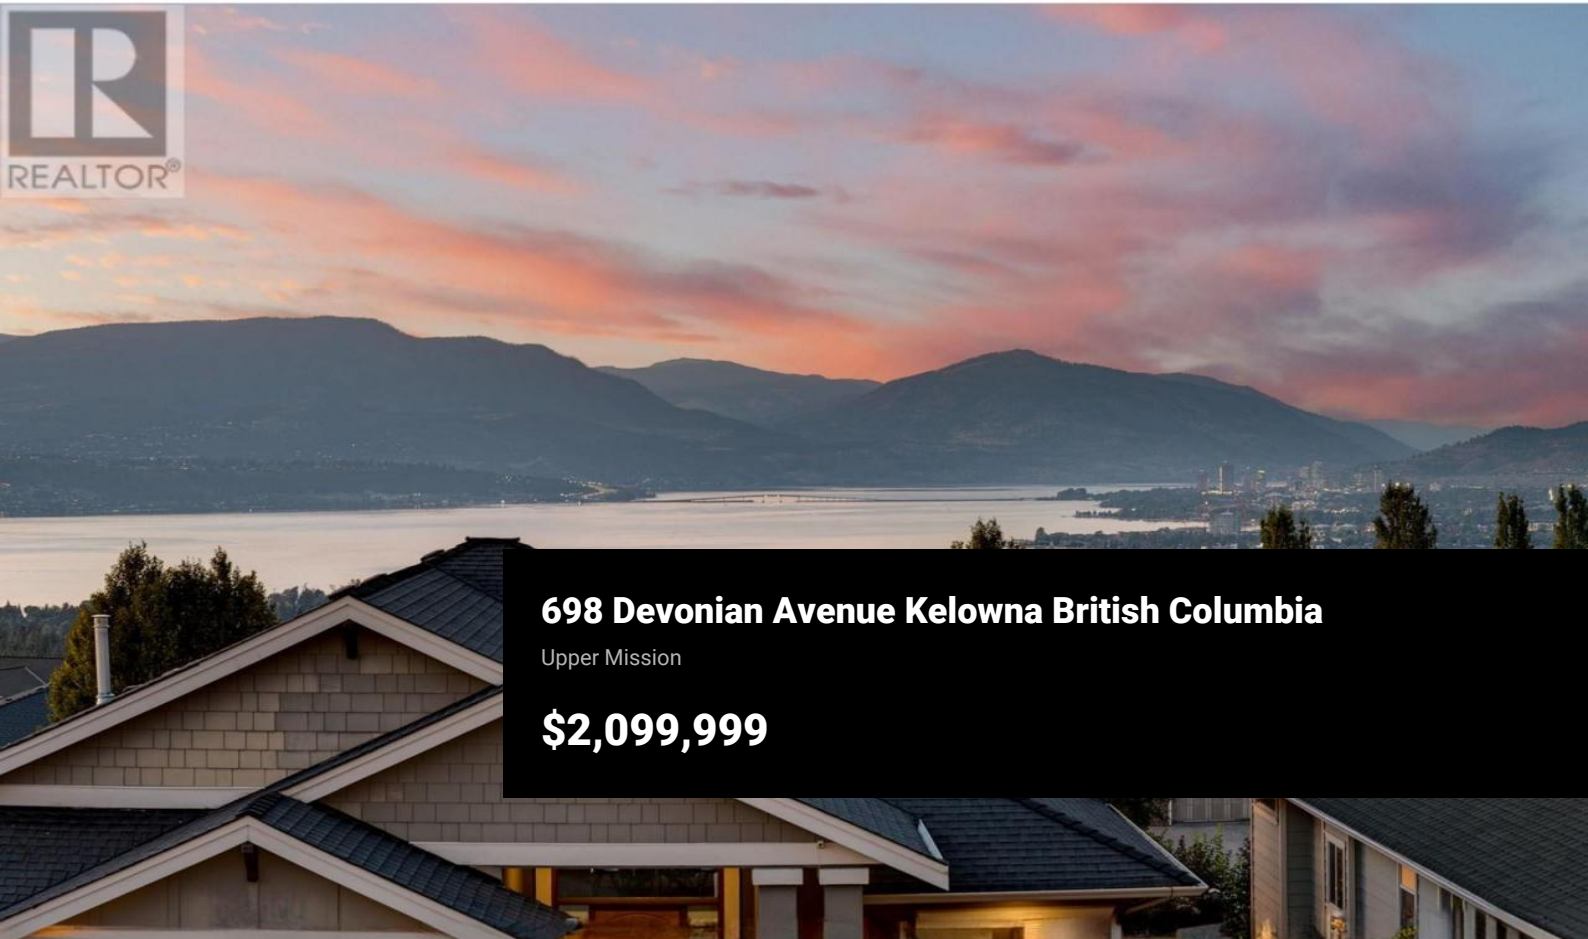 R
REALTOR®
698 Devonian Avenue Kelowna British Columbia
Upper Mission
$2,099,999